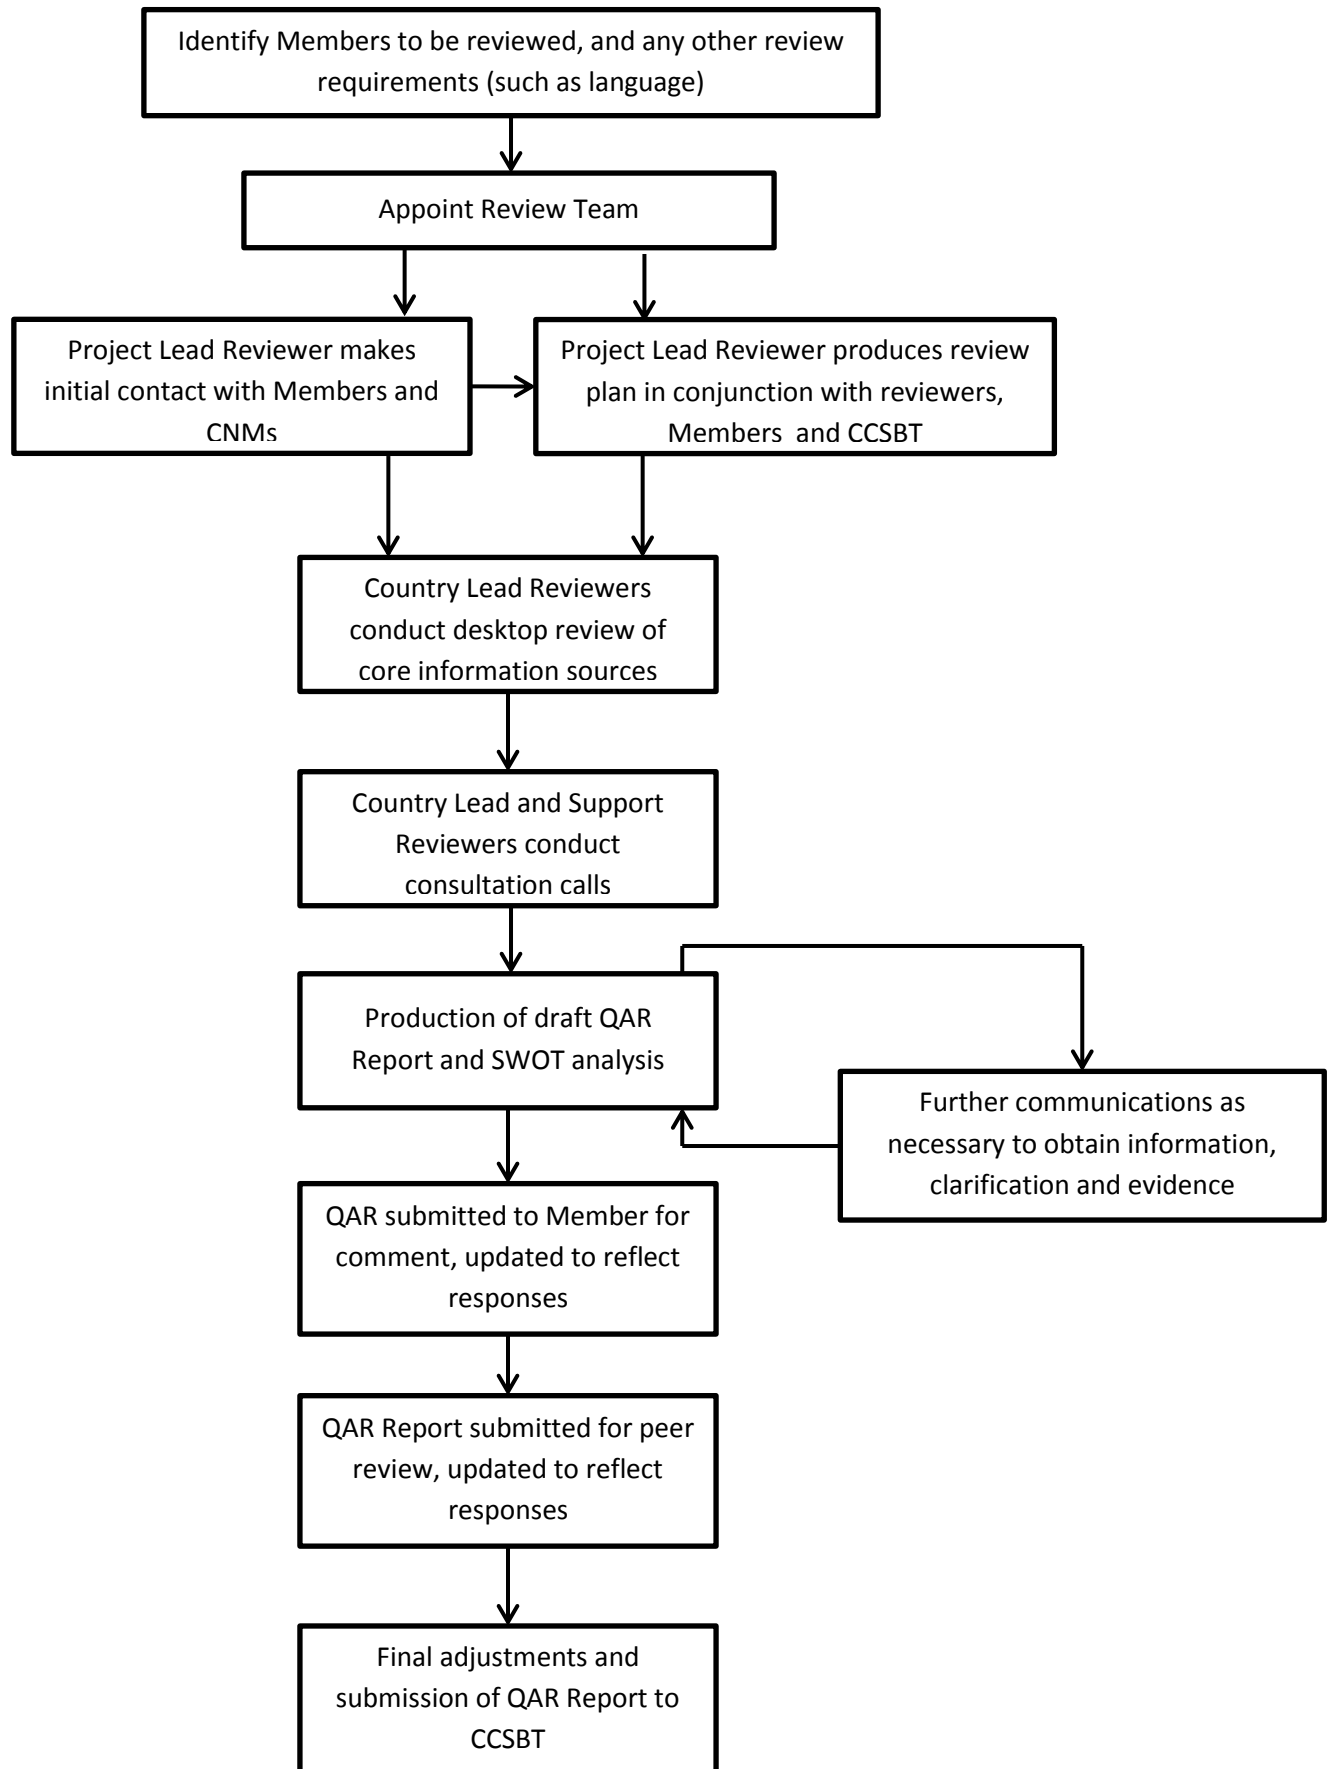 Identify Members to be reviewed, and any other review
requirements (such as language)
Appoint Review Team
Project Lead Reviewer makes
initial contact with Members and
CNMs
Project Lead Reviewer produces review
plan in conjunction with reviewers,
Members and CCSBT
Country Lead Reviewers
conduct desktop review of
core information sources
Country Lead and Support
Reviewers conduct
consultation calls
Production of draft QAR
Report and SWOT analysis
Further communications as
necessary to obtain information,
clarification and evidence
QAR submitted to Member for
comment, updated to reflect
responses
QAR Report submitted for peer
review, updated to reflect
responses
Final adjustments and
submission of QAR Report to
CCSBT